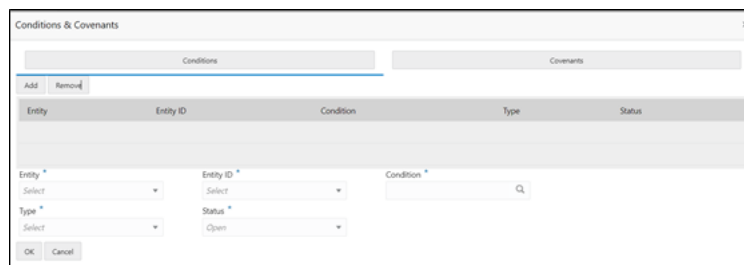 Conditions & Covenants
Conditions Covenants
Add Remove
Entity Entity ID Condition Type Status
Entity * Entity ID * Condition *
Select Select
Type * Status *
Select Open
OK Cancel